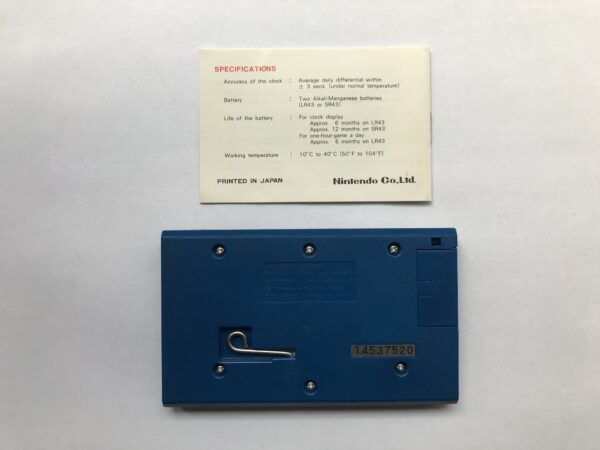 SPECIFICATIONS
Accuracy of the clock : Average daily differential within
± 3 secs. (under normal temperature)
Battery : Two Alkali-Manganese batteries
(LR43 or SR43)
Life of the battery : For clock display
Approx. 6 months on LR43
Approx. 12 months on SR43
For one-hour-game a day
Approx. 6 months on LR43
Working temperature : 10°C to 40°C (50°F to 104°F)
PRINTED IN JAPAN Nintendo Co.,Ltd.
14537520